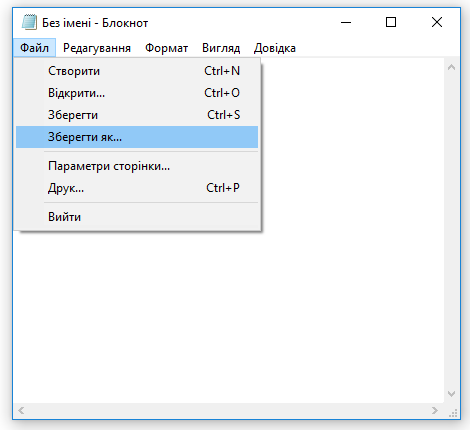 Без імені - Блокнот
Файл Редагування Формат Вигляд Довідка
Створити Ctrl+N
Відкрити... Ctrl+O
Зберегти Ctrl+S
Зберегти як...
Параметри сторінки...
Друк... Ctrl+P
Вийти